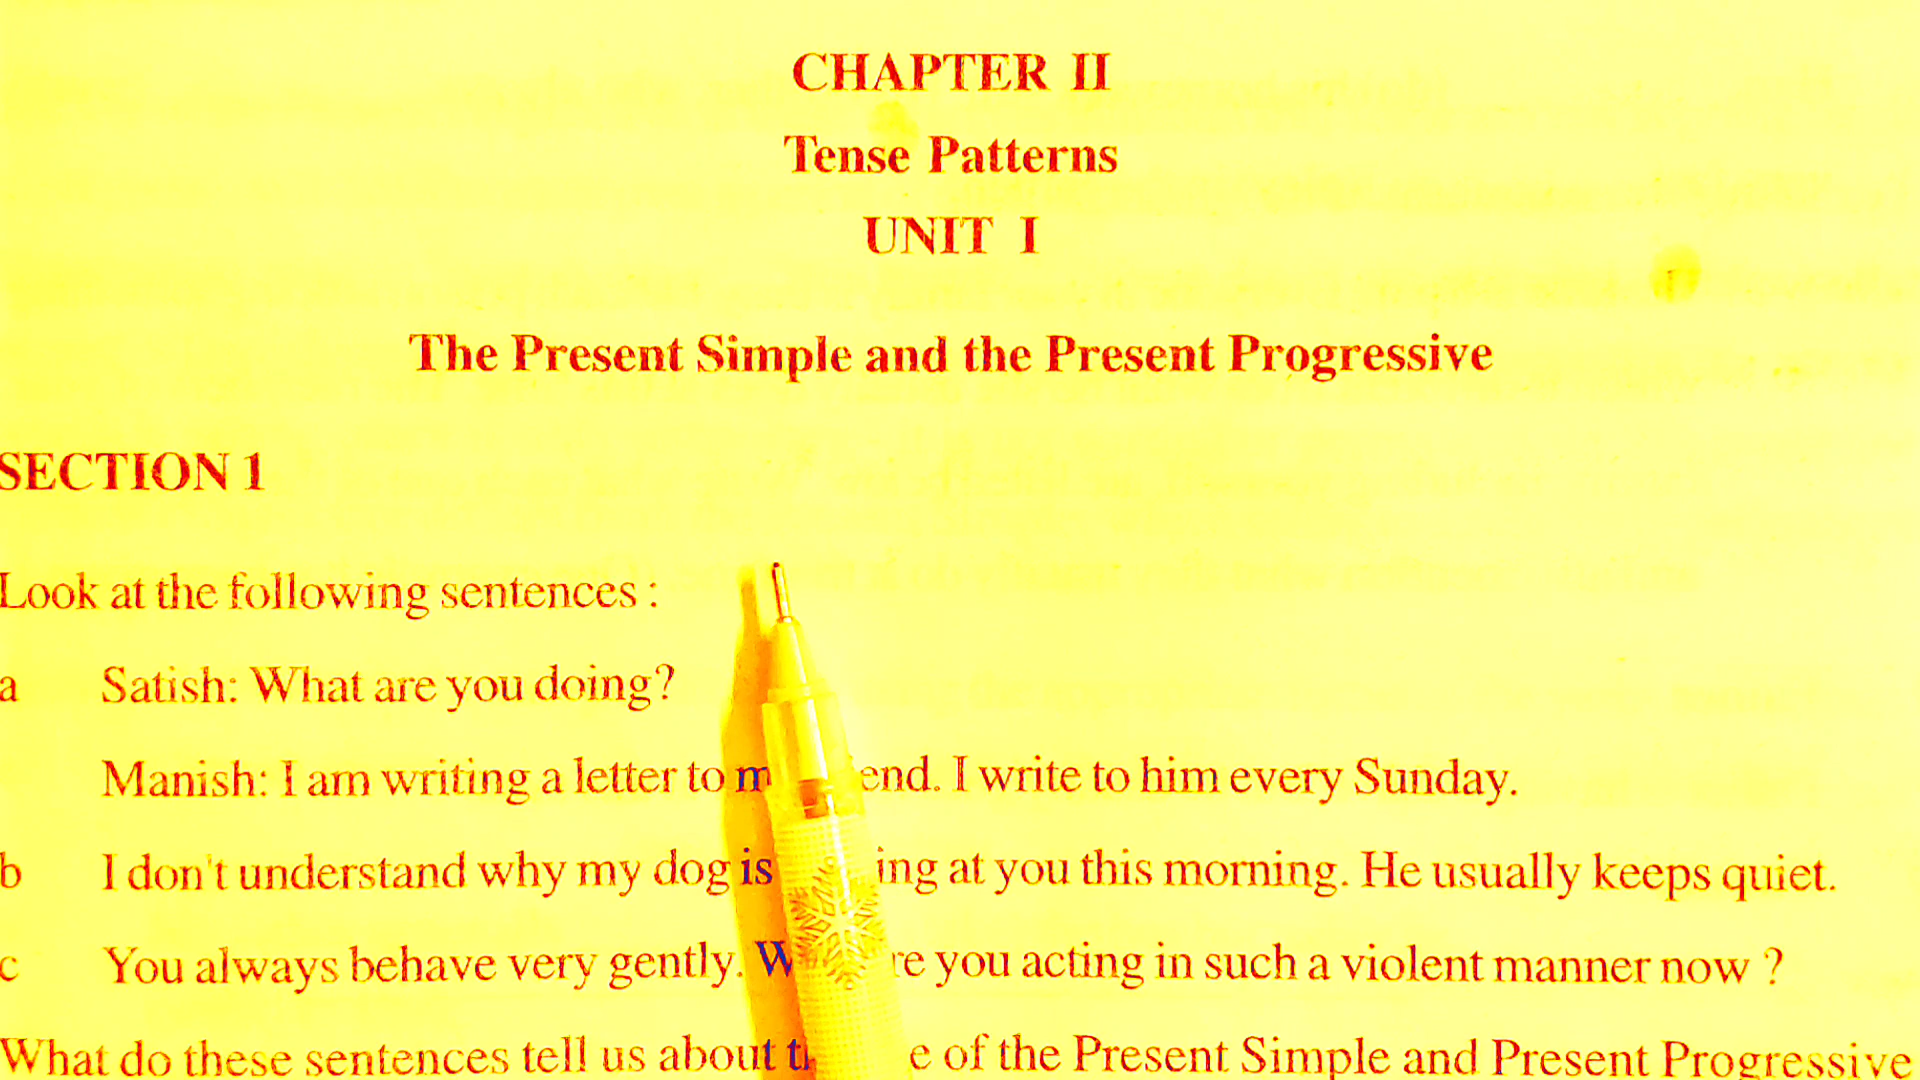 CHAPTER II
Tense Patterns
UNIT I
The Present Simple and the Present Progressive
SECTION 1
Look at the following sentences :
a Satish: What are you doing?
Manish: I am writing a letter to end. I write to him every Sunday.
b I don't understand why my dog is ing at you this morning. He usually keeps quiet.
c You always behave very gently. W re you acting in such a violent manner now ?
What do these sentences tell us about e of the Present Simple and Present Progressive